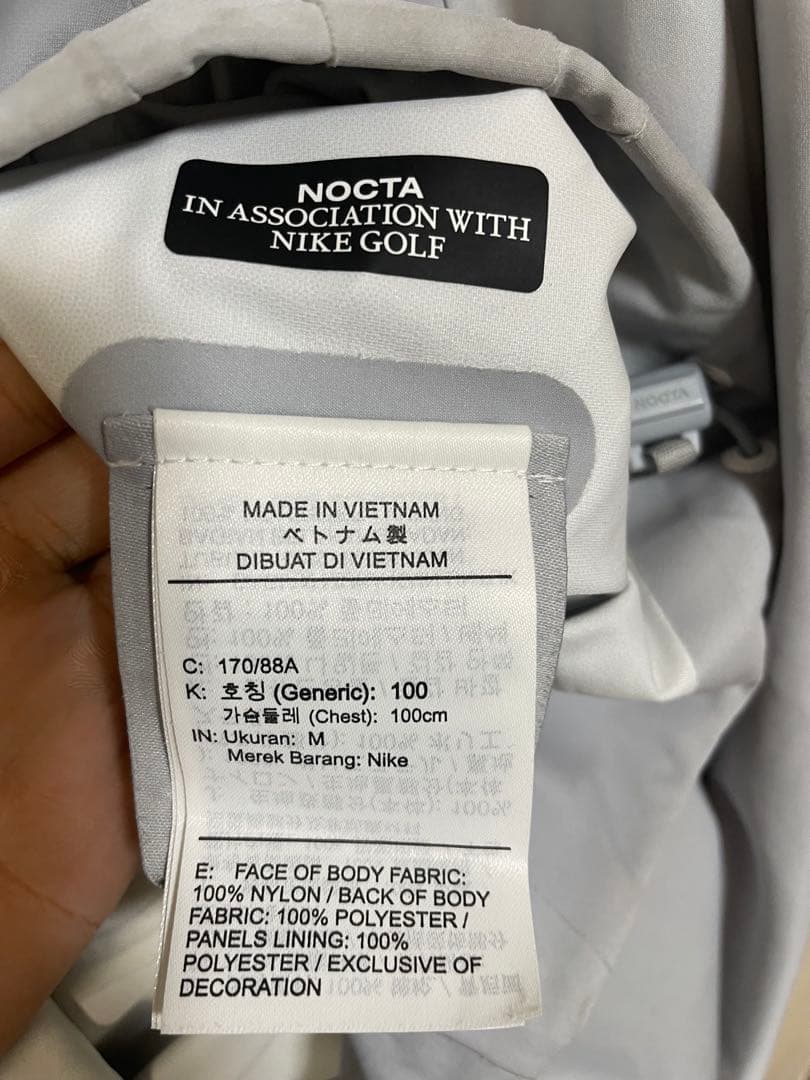 NOCTA
IN ASSOCIATION WITH
NIKE GOLF
NOCTA
MADE IN VIETNAM
ベトナム製
DIBUAT DI VIETNAM
C: 170/88A
K: 호칭 (Generic): 100
가슴둘레 (Chest): 100cm
IN: Ukuran: M
Merek Barang: Nike
E: FACE OF BODY FABRIC:
100% NYLON / BACK OF BODY
FABRIC: 100% POLYESTER /
PANELS LINING: 100%
POLYESTER / EXCLUSIVE OF
DECORATION